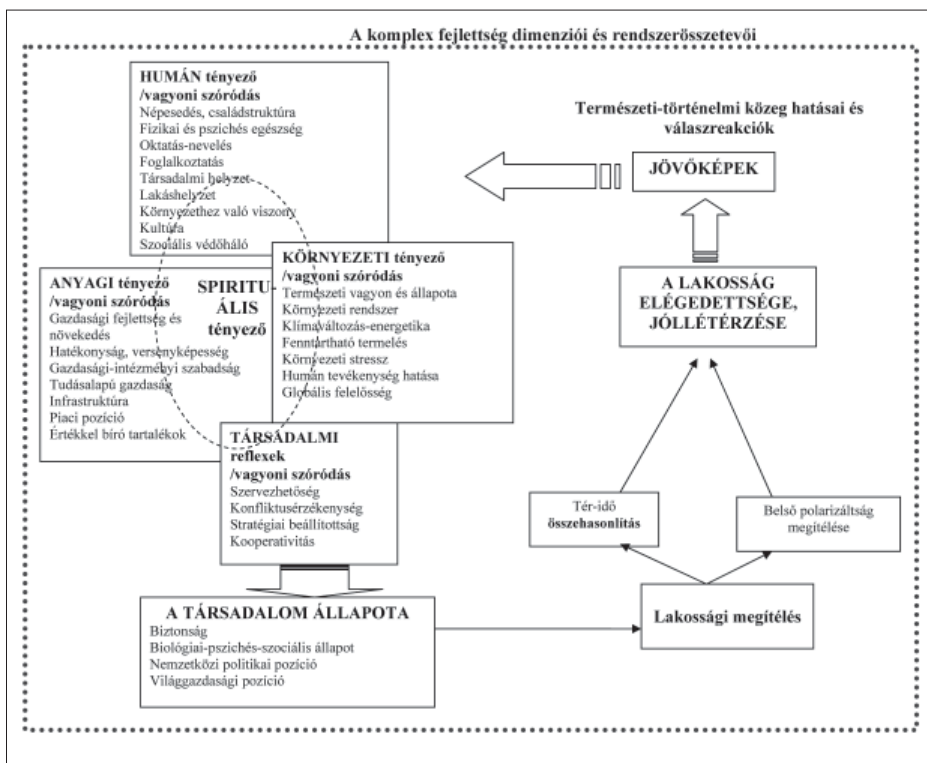 A komplex fejlettség dimenziói és rendszerösszetevői
HUMÁN tényező
/vagyoni szóródás
Népesedés, családstruktúra
Fizikai és pszichés egészség
Oktatás-nevelés
Foglalkoztatás
Társadalmi helyzet
Lakáshelyzet
Környezethez való viszony
Kultúra
Szociális védőháló
Természeti-történelmi közeg hatásai és
válaszreakciók
JÖVŐKÉPEK
ANYAGI tényező
/vagyoni szóródás
Gazdasági fejlettség és
növekedés
Hatékonyság, versenyképesség
Gazdasági-intézményi szabadság
Tudásalapú gazdaság
Infrastruktúra
Piaci pozíció
Értékkel bíró tartalékok
SPIRITU-
ÁLIS
tényező
KÖRNYEZETI tényező
/vagyoni szóródás
Természeti vagyon és állapota
Környezeti rendszer
Klímaváltozás-energetika
Fenntartható termelés
Környezeti stressz
Humán tevékenység hatása
Globális felelősség
A LAKOSSÁG
ELÉGEDETTSÉGE,
JÓLLÉTÉRZÉSE
TÁRSADALMI
reflexek
/vagyoni szóródás
Szervezhetőség
Konfliktusérzékenység
Stratégiai beállítottság
Kooperativitás
Tér-idő
összehasonlítás
Belső polarizáltság
megítélése
A TÁRSADALOM ÁLLAPOTA
Biztonság
Biológiai-pszichés-szociális állapot
Nemzetközi politikai pozíció
Világgazdasági pozíció
Lakossági megítélés